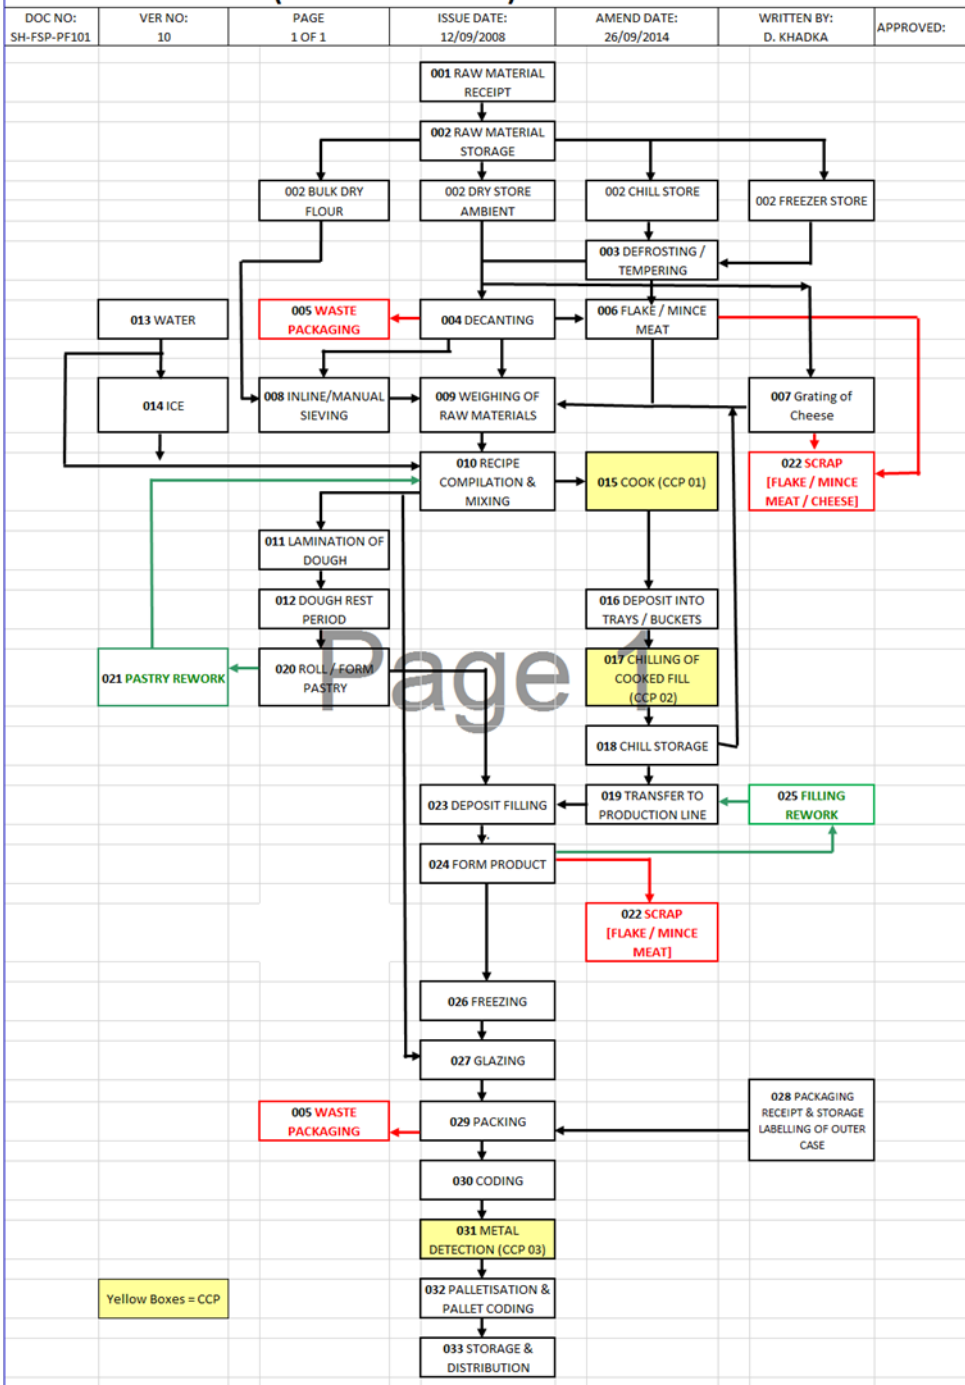 DOC NO:
SH-FSP-PF101
VER NO:
10
PAGE
1 OF 1
ISSUE DATE:
12/09/2008
AMEND DATE:
26/09/2014
WRITTEN BY:
D. KHADKA
APPROVED:
001 RAW MATERIAL
RECEIPT
002 RAW MATERIAL
STORAGE
002 BULK DRY
FLOUR
002 DRY STORE
AMBIENT
002 CHILL STORE
002 FREEZER STORE
003 DEFROSTING /
TEMPERING
013 WATER
005 WASTE
PACKAGING
004 DECANTING
006 FLAKE / MINCE
MEAT
014 ICE
008 INLINE/MANUAL
SIEVING
009 WEIGHING OF
RAW MATERIALS
007 Grating of
Cheese
010 RECIPE
COMPILATION &
MIXING
015 COOK (CCP 01)
022 SCRAP
[FLAKE / MINCE
MEAT / CHEESE]
011 LAMINATION OF
DOUGH
012 DOUGH REST
PERIOD
016 DEPOSIT INTO
TRAYS / BUCKETS
Page 1
021 PASTRY REWORK
020 ROLL / FORM
PASTRY
017 CHILLING OF
COOKED FILL
(CCP 02)
018 CHILL STORAGE
023 DEPOSIT FILLING
019 TRANSFER TO
PRODUCTION LINE
025 FILLING
REWORK
024 FORM PRODUCT
022 SCRAP
[FLAKE / MINCE
MEAT]
026 FREEZING
027 GLAZING
005 WASTE
PACKAGING
029 PACKING
028 PACKAGING
RECEIPT & STORAGE
LABELLING OF OUTER
CASE
030 CODING
031 METAL
DETECTION (CCP 03)
Yellow Boxes = CCP
032 PALLETISATION &
PALLET CODING
033 STORAGE &
DISTRIBUTION